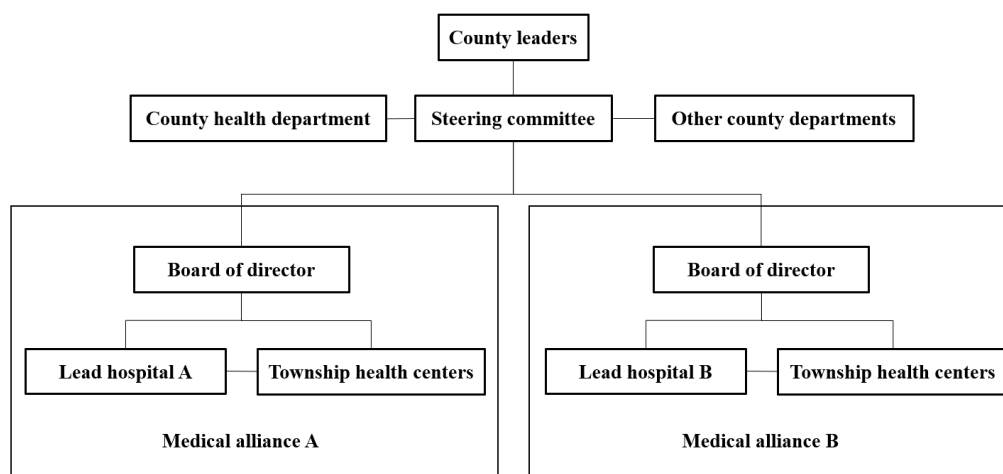 County leaders
County health department
Steering committee
Other county departments
Board of director
Board of director
Lead hospital A
Township health centers
Lead hospital B
Township health centers
Medical alliance A
Medical alliance B